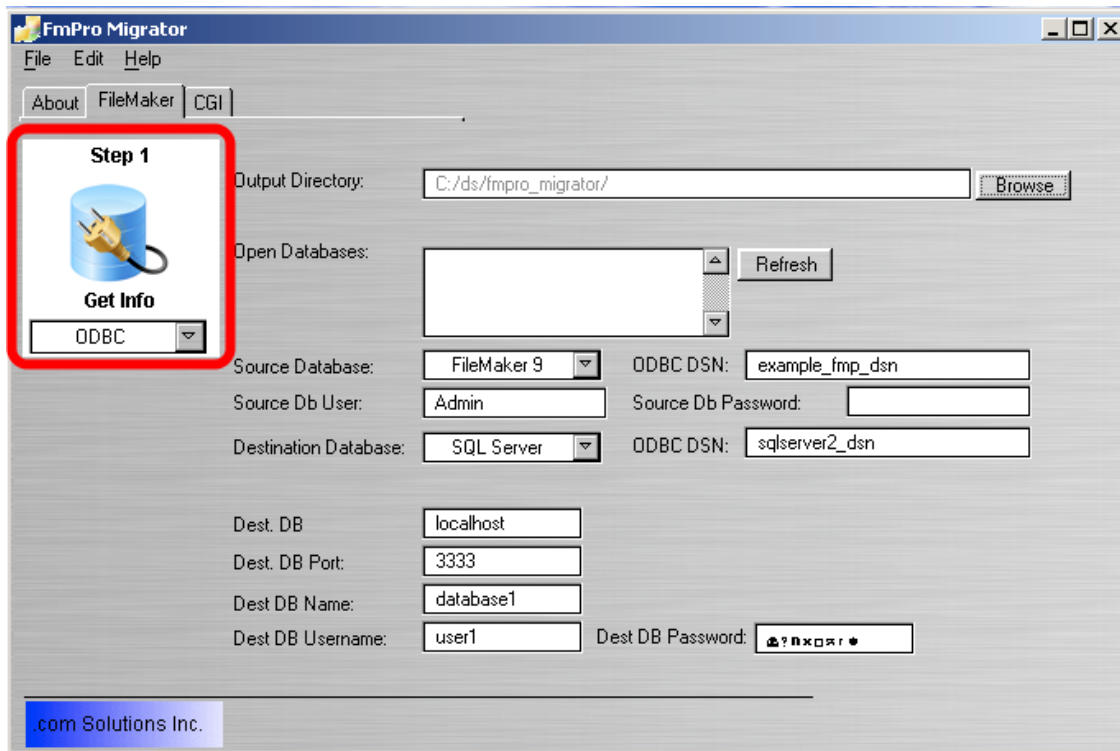 FmPro Migrator
File Edit Help
About FileMaker CGI
Step 1
Get Info
ODBC
Output Directory: C:/ds/fmpro_migrator/ Browse
Open Databases: Refresh
Source Database: FileMaker 9 ODBC DSN: example_fmp_dsn
Source Db User: Admin Source Db Password:
Destination Database: SQL Server ODBC DSN: sqlserver2_dsn
Dest. DB localhost
Dest. DB Port: 3333
Dest DB Name: database1
Dest DB Username: user1 Dest DB Password:
.com Solutions Inc.